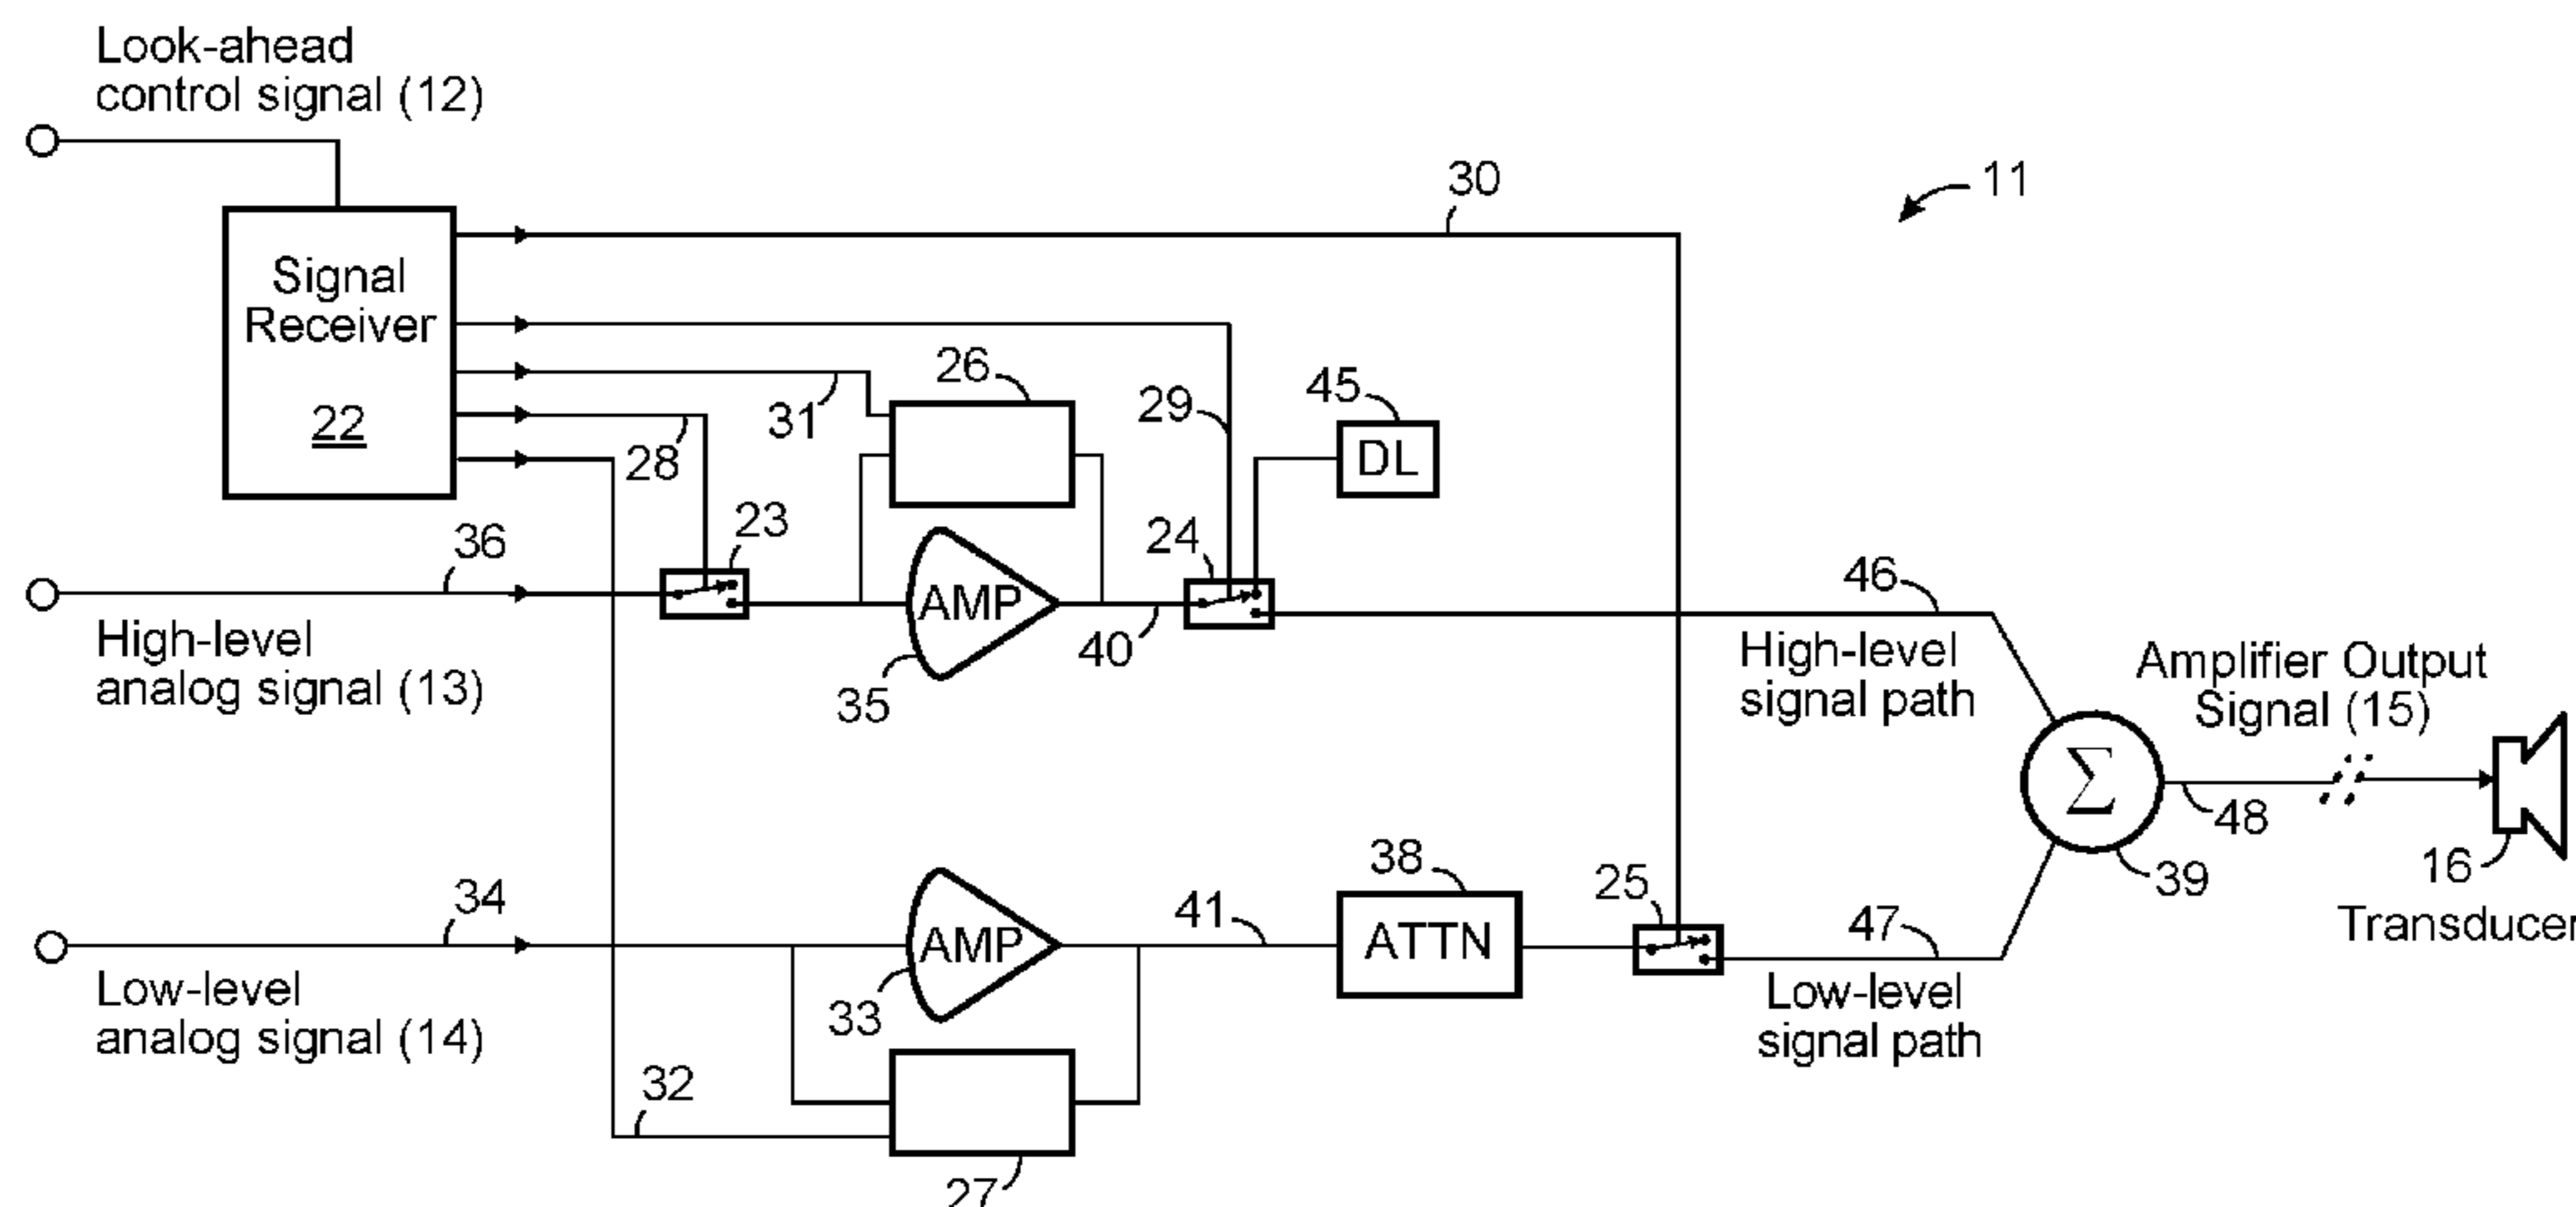 Look-ahead
control signal (12)
30
11
Signal
Receiver
22
26
31
28
29
45
DL
36
23
24
AMP
35
40
46
High-level
analog signal (13)
High-level
signal path
Amplifier Output
Signal (15)
Σ
48
39
16
Transducer
34
AMP
33
41
38
ATTN
25
47
Low-level
signal path
Low-level
analog signal (14)
32
27